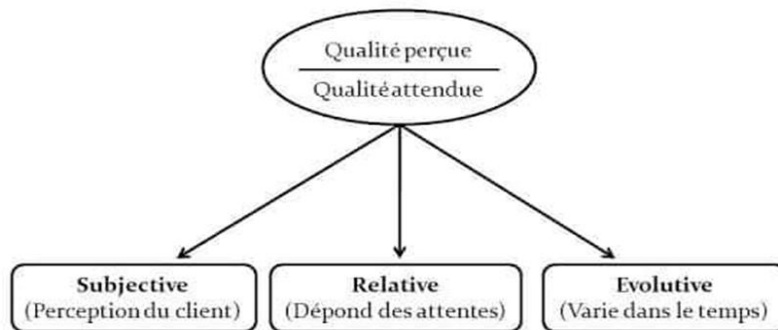 Qualité perçue
Qualité attendue
Subjective
(Perception du client)
Relative
(Dépond des attentes)
Evolutive
(Varie dans le temps)